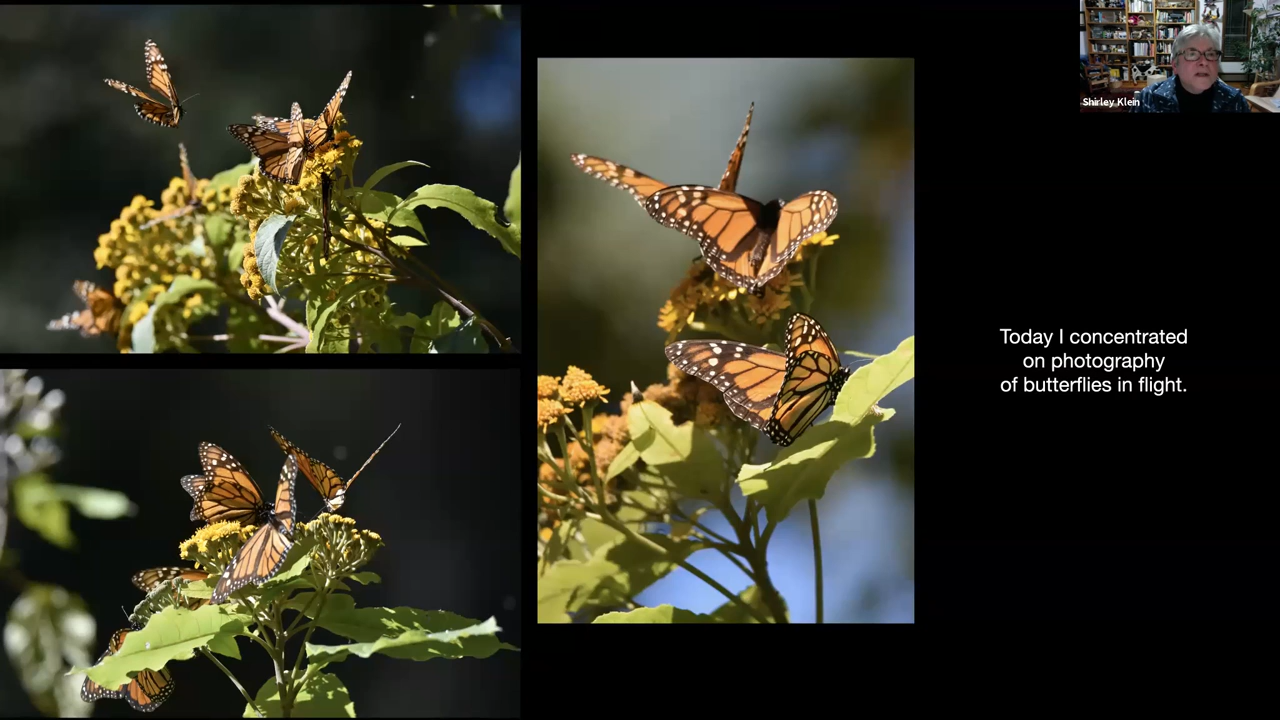 Shirley Klein
Today I concentrated
on photography
of butterflies in flight.